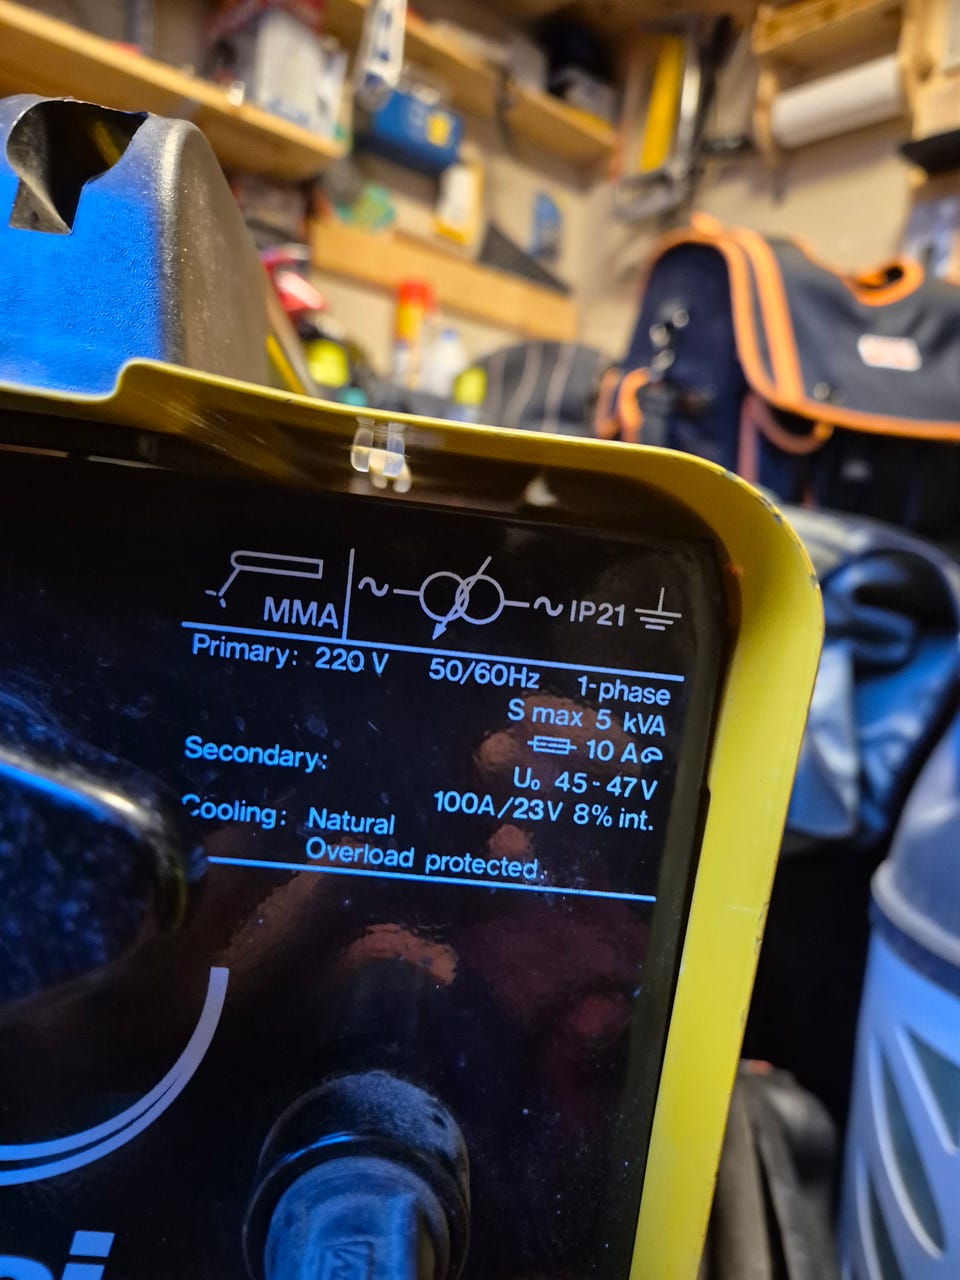 MMA
IP21
Primary: 220 V 50/60Hz 1-phase
S max 5 kVA
10 A
Secondary:
U₀ 45-47V
100A/23V 8% int.
Cooling: Natural
Overload protected.